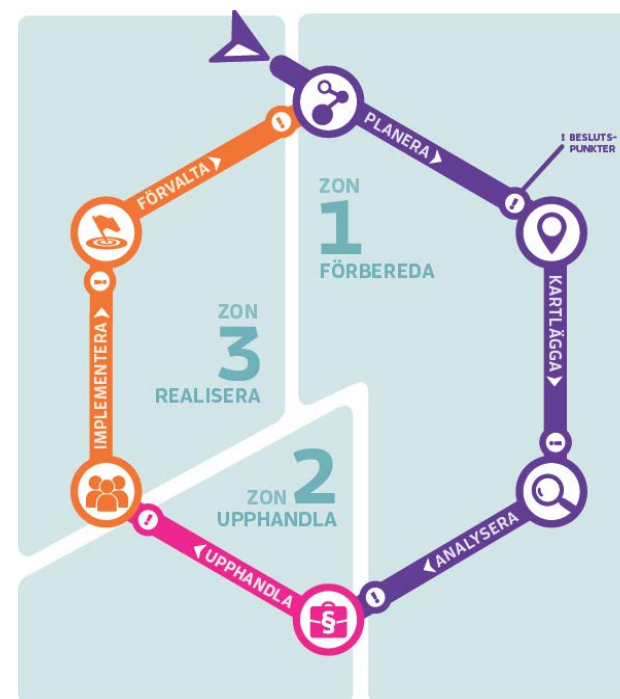 PLANERA
! BESLUTS-
PUNKTER
ZON
1
FÖRBEREDA
KARTLÄGGA
ANALYSERA
ZON 2
UPPHANDLA
UPPHANDLA
§
ZON
3
REALISERA
IMPLEMENTERA
FÖRVALTA
!
!
!
!
!
!